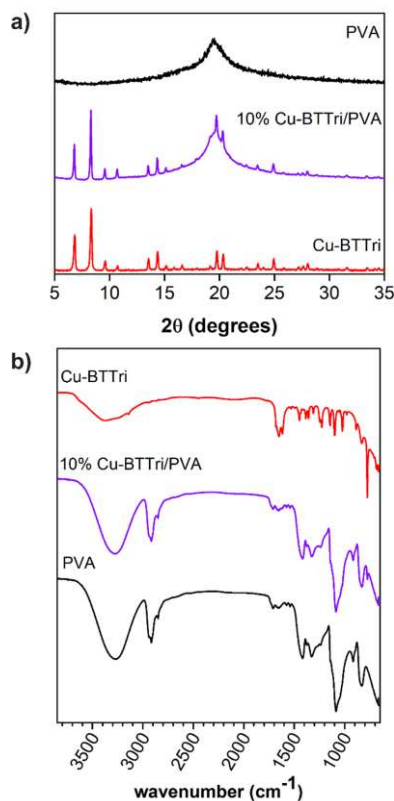 a)
PVA
10% Cu-BTTri/PVA
Cu-BTTri
5 10 15 20 25 30 35
2θ (degrees)
b)
Cu-BTTri
10% Cu-BTTri/PVA
PVA
3500 3000 2500 2000 1500 1000
wavenumber (cm⁻¹)